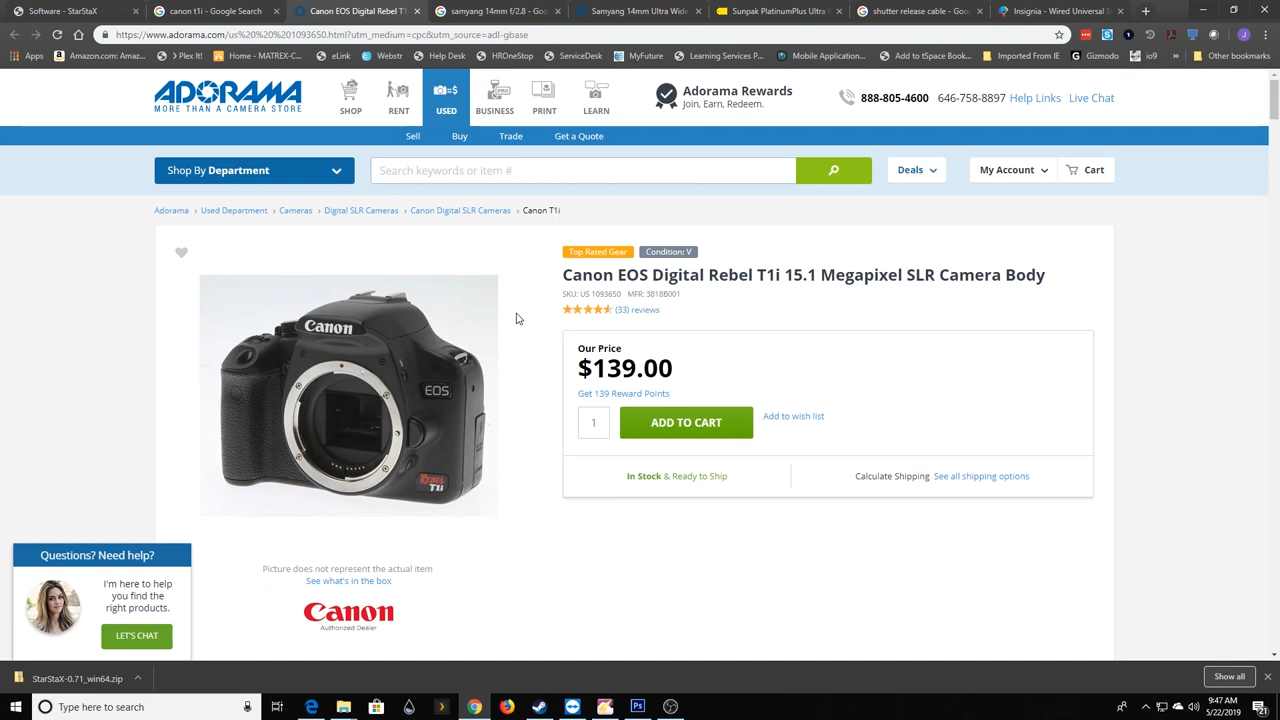 Software - StarStaX
canon t1i - Google Search
Canon EOS Digital Rebel T1i
samyang 14mm f/2.8 - Goo
Samyang 14mm Ultra Wide
Sunpak PlatinumPlus Ultra
shutter release cable - Goo
Insignia - Wired Universal S
https://www.adorama.com/us%20%20%201093650.html?utm_medium=cpc&utm_source=adl-gbase
Apps Amazon.com: Amaz... > Plex It! Home - MATREX-C... eLink Webstr HROnestop ServiceDesk MyFuture Learning Services P... Mobile Application... Add to tSpace Book... Imported From IE Gizmodo io9 » Other bookmarks
ADORAMA
MORE THAN A CAMERA STORE
SHOP RENT USED BUSINESS PRINT LEARN
Adorama Rewards
Join, Earn, Redeem.
888-805-4600 646-758-8897 Help Links Live Chat
Sell Buy Trade Get a Quote
Shop By Department
Search keywords or item #
Deals My Account Cart
Adorama › Used Department › Cameras › Digital SLR Cameras › Canon Digital SLR Cameras › Canon T1i
Top Rated Gear Condition: V
Canon EOS Digital Rebel T1i 15.1 Megapixel SLR Camera Body
SKU: US 1093650 MFR: 3818B001
(33) reviews
Canon
EOS
REBEL
T1i
Our Price
$139.00
Get 139 Reward Points
1 ADD TO CART Add to wish list
In Stock & Ready to Ship Calculate Shipping See all shipping options
Picture does not represent the actual item
See what's in the box
Canon
Authorized Dealer
Questions? Need help?
I'm here to help
you find the
right products.
LET'S CHAT
StarStaX-0.71_win64.zip
Show all
Type here to search
9:47 AM
5/22/2019
21